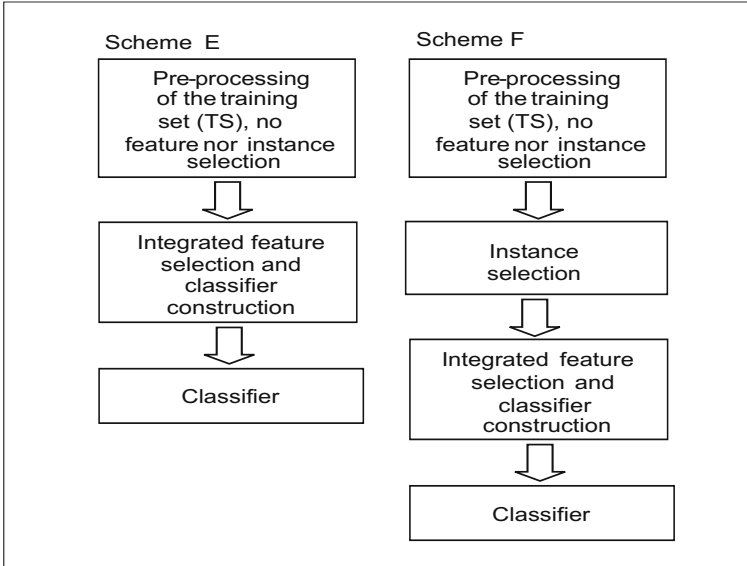 Scheme E
Pre-processing
of the training
set (TS), no
feature nor instance
selection
Integrated feature
selection and
classifier
construction
Classifier
Scheme F
Pre-processing
of the training
set (TS), no
feature nor instance
selection
Instance
selection
Integrated feature
selection and
classifier
construction
Classifier